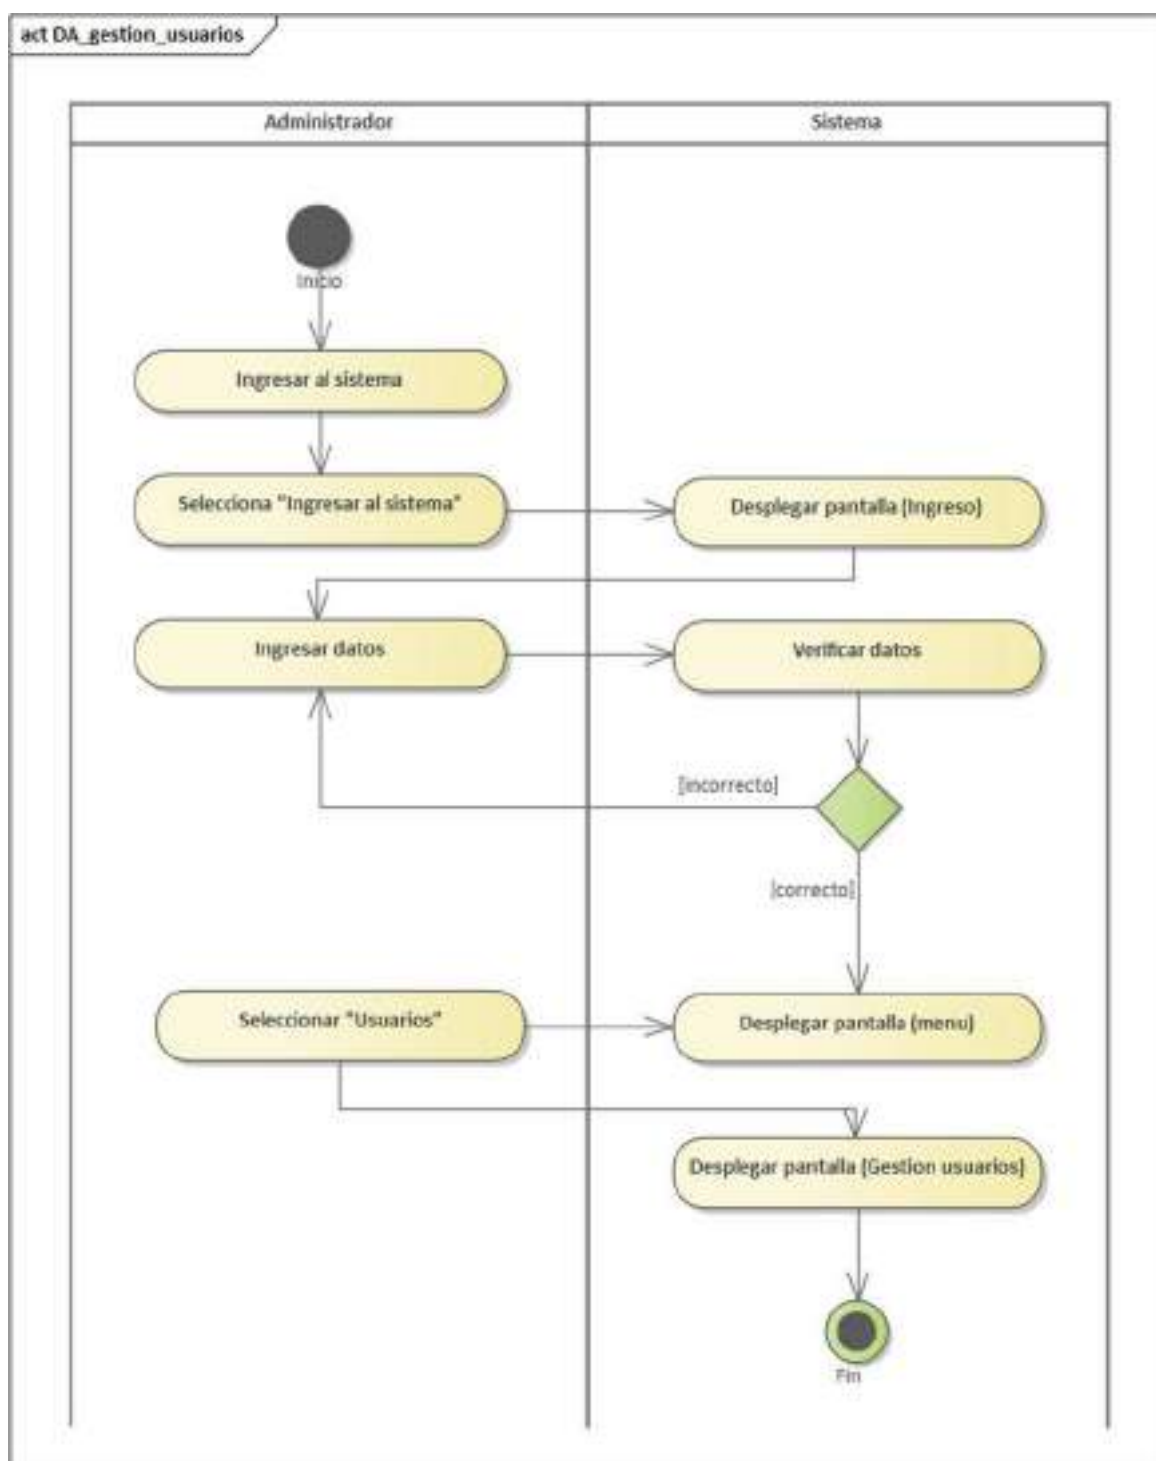 act DA_gestion_usuarios
Administrador
Sistema
Inicio
Ingresar al sistema
Selecciona "Ingresar al sistema"
Desplegar pantalla (Ingreso)
Ingresar datos
Verificar datos
[incorrecto]
[correcto]
Seleccionar "Usuarios"
Desplegar pantalla (menu)
Desplegar pantalla (Gestion usuarios)
Fin